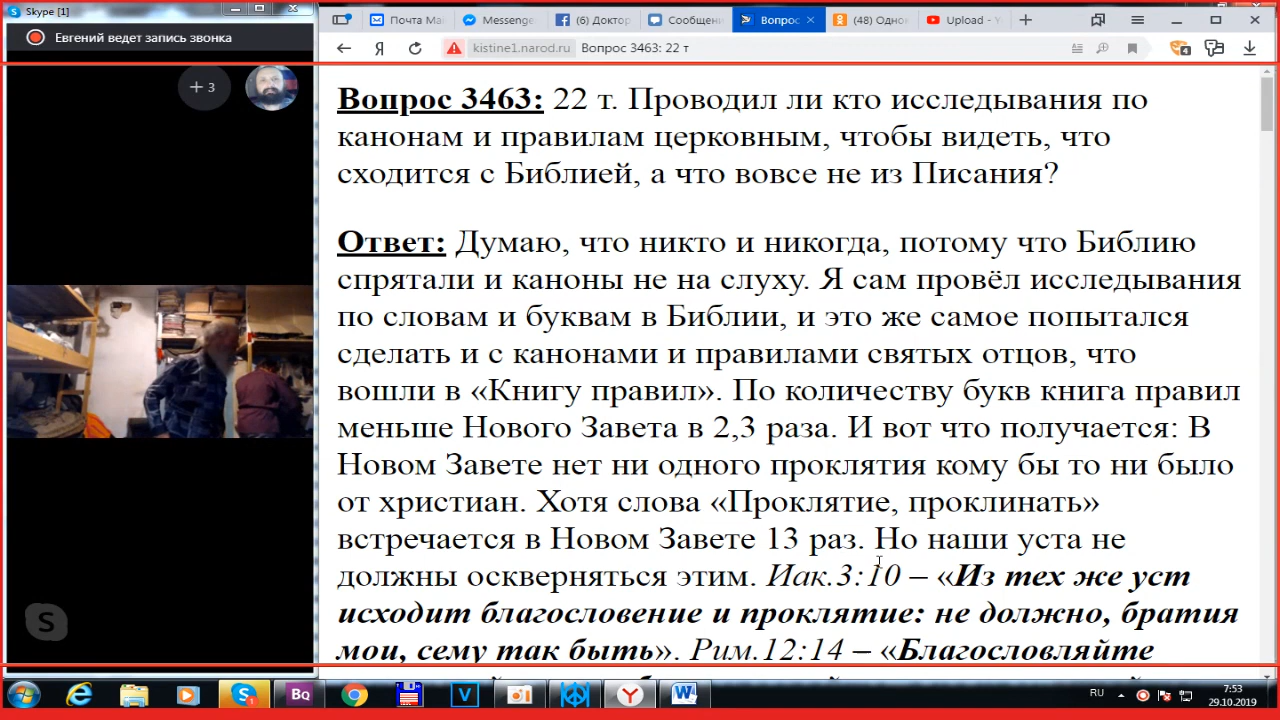 Skype [1]
Евгений ведет запись звонка
+ 3
Почта Ма
Messenge
(6) Доктор
Сообщени
Вопрос
(48) Одно
Upload - Y
Я
kistine1.narod.ru
Вопрос 3463: 22 т
4
Вопрос 3463: 22 т. Проводил ли кто исследывания по
канонам и правилам церковным, чтобы видеть, что
сходится с Библией, а что вовсе не из Писания?
Ответ: Думаю, что никто и никогда, потому что Библию
спрятали и каноны не на слуху. Я сам провёл исследывания
по словам и буквам в Библии, и это же самое попытался
сделать и с канонами и правилами святых отцов, что
вошли в «Книгу правил». По количеству букв книга правил
меньше Нового Завета в 2,3 раза. И вот что получается: В
Новом Завете нет ни одного проклятия кому бы то ни было
от христиан. Хотя слова «Проклятие, проклинать»
встречается в Новом Завете 13 раз. Но наши уста не
должны оскверняться этим. Иак.3:10 – «Из тех же уст
исходит благословение и проклятие: не должно, братия
мои, сему так быть». Рим.12:14 – «Благословляйте
S
Bq
V
Y
W
RU
7:53
29.10.2019